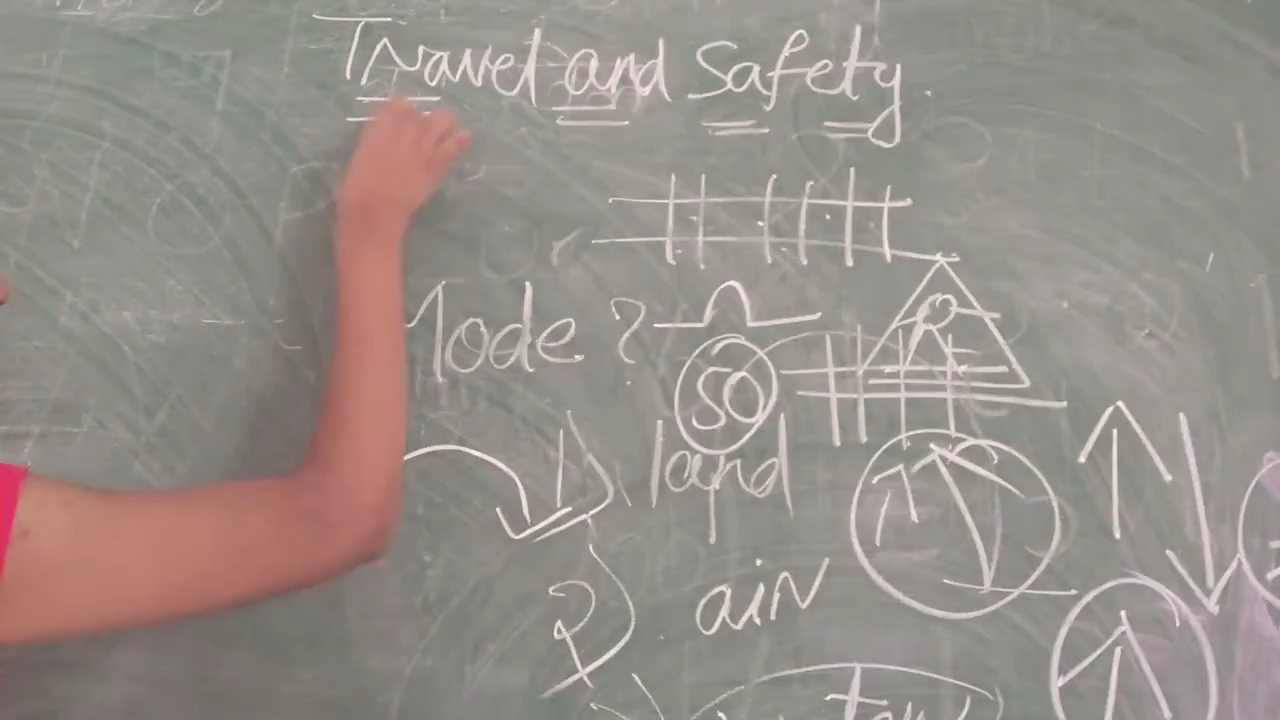 Travel and Safety
Mode ?
50
1) land
2) air